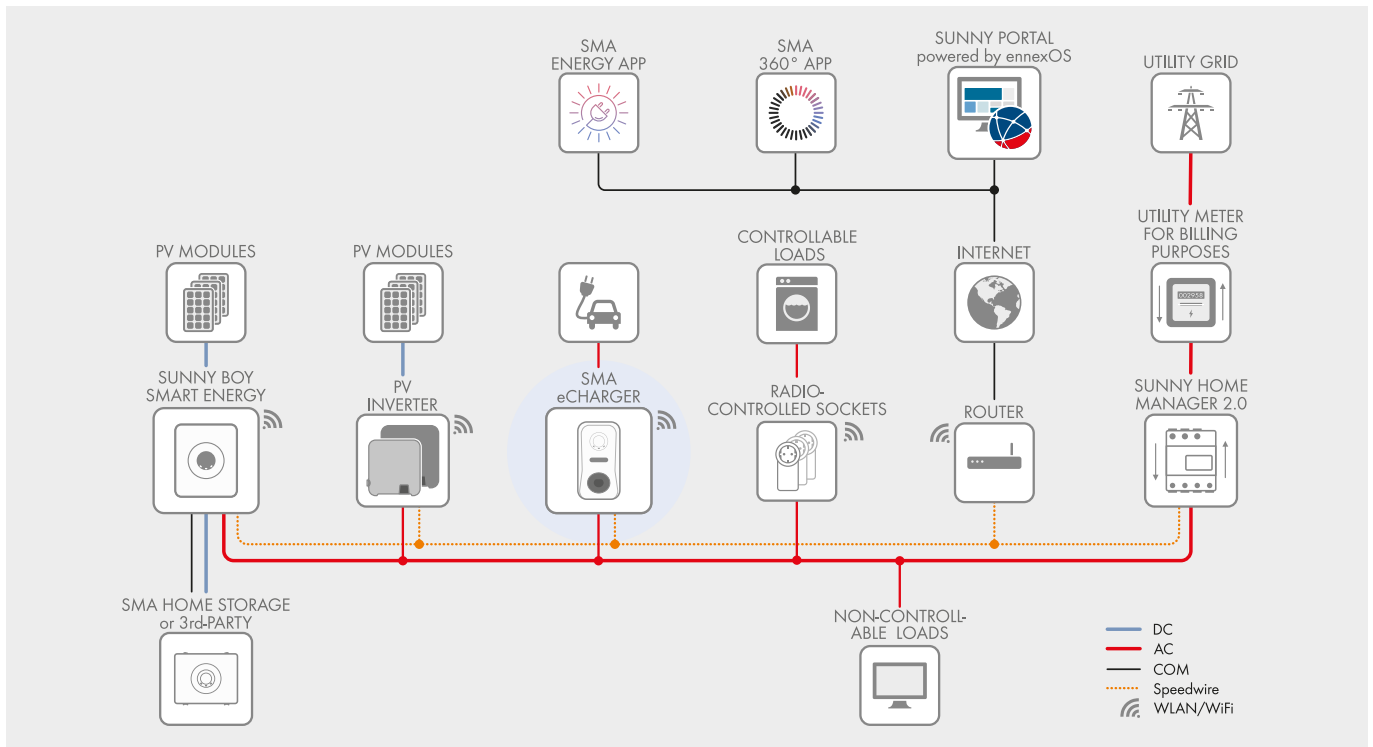 SMA
ENERGY APP
SMA
360° APP
SUNNY PORTAL
powered by ennexOS
UTILITY GRID
PV MODULES
PV MODULES
CONTROLLABLE
LOADS
INTERNET
UTILITY METER
FOR BILLING
PURPOSES
SUNNY BOY
SMART ENERGY
PV
INVERTER
SMA
eCHARGER
RADIO-
CONTROLLED SOCKETS
ROUTER
SUNNY HOME
MANAGER 2.0
SMA HOME STORAGE
or 3rd-PARTY
NON-CONTROLL-
ABLE LOADS
DC
AC
COM
Speedwire
WLAN/WiFi